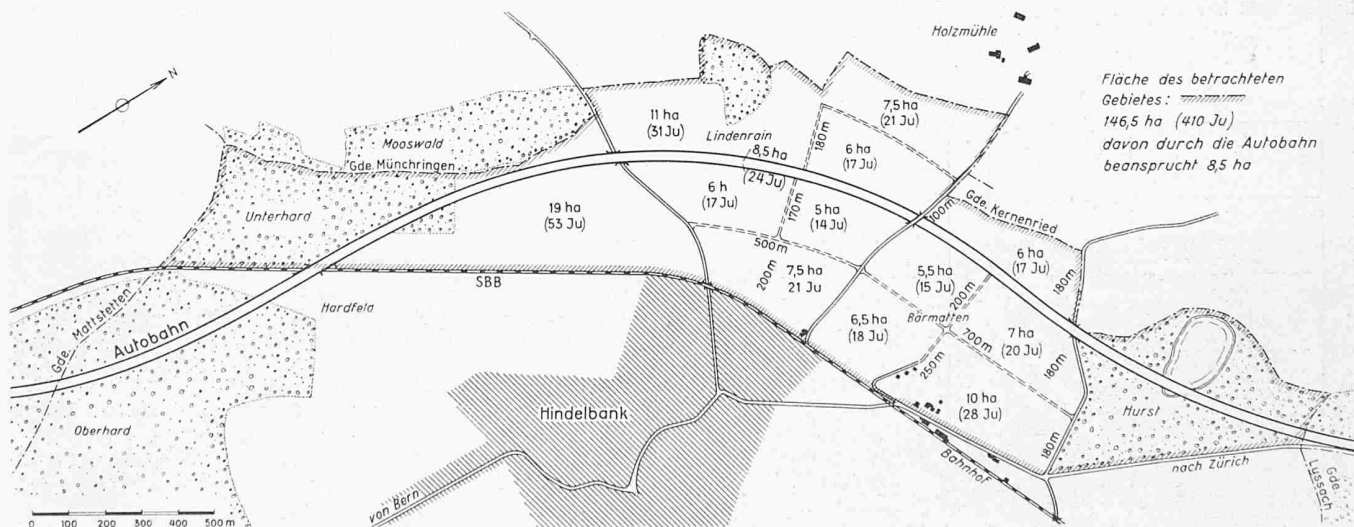 Holzmühle
N
Fläche des betrachteten
Gebietes:
146,5 ha (410 Ju)
davon durch die Autobahn
beansprucht 8,5 ha
Mooswald
Gde. Münchringen
Unterhard
11 ha
(31 Ju)
Lindenrain
8,5 ha
(24 Ju)
180m
7,5 ha
(21 Ju)
6 ha
(17 Ju)
19 ha
(53 Ju)
6 h
(17 Ju)
170 m
5 ha
(14 Ju)
500m
200m
7,5 ha
21 Ju
100m
Gde. Kernenried
6 ha
(17 Ju)
180m
5,5 ha
(15 Ju)
200m
Bärmatten
6,5 ha
(18 Ju)
700m
7 ha
(20 Ju)
180m
250m
10 ha
(28 Ju)
180m
SBB
Hardfeld
Gde. Mattstetten
Autobahn
Oberhard
Hindelbank
von Bern
Bahnhof
Hurst
nach Zürich
Gde.
Lyssach
0 100 200 300 400 500 m